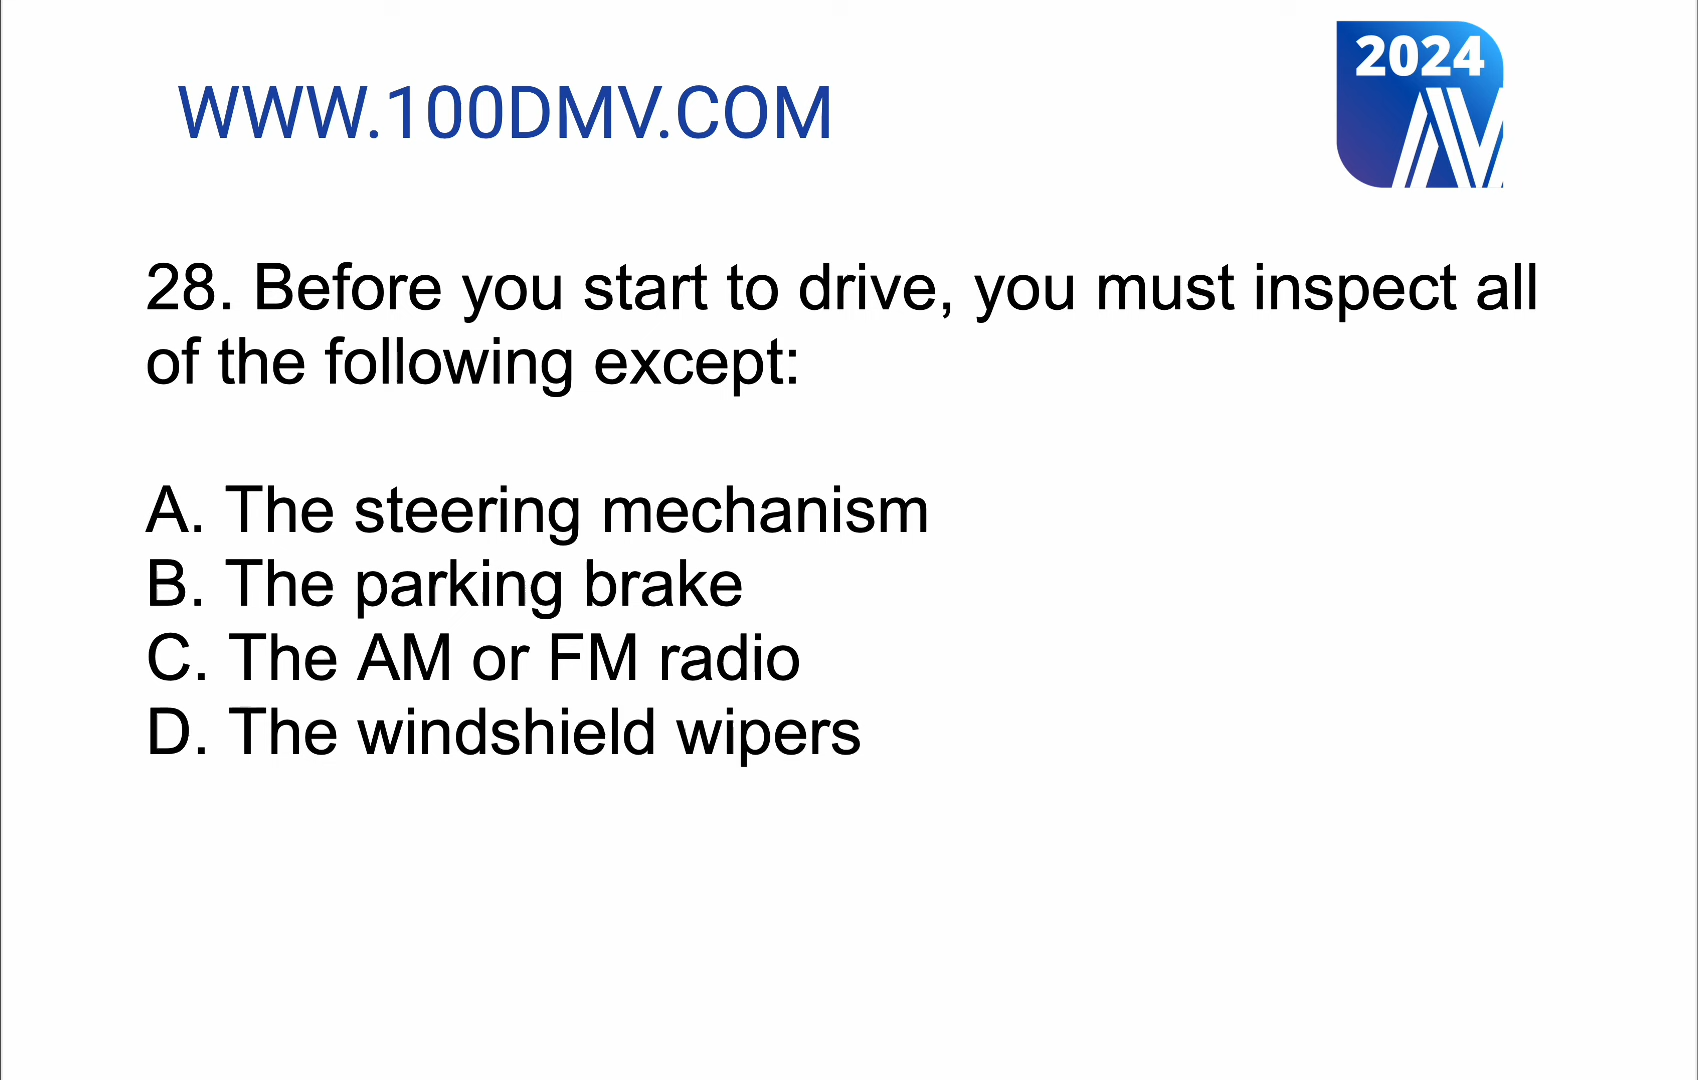 2024
WWW.100DMV.COM
28. Before you start to drive, you must inspect all
of the following except:
A. The steering mechanism
B. The parking brake
C. The AM or FM radio
D. The windshield wipers